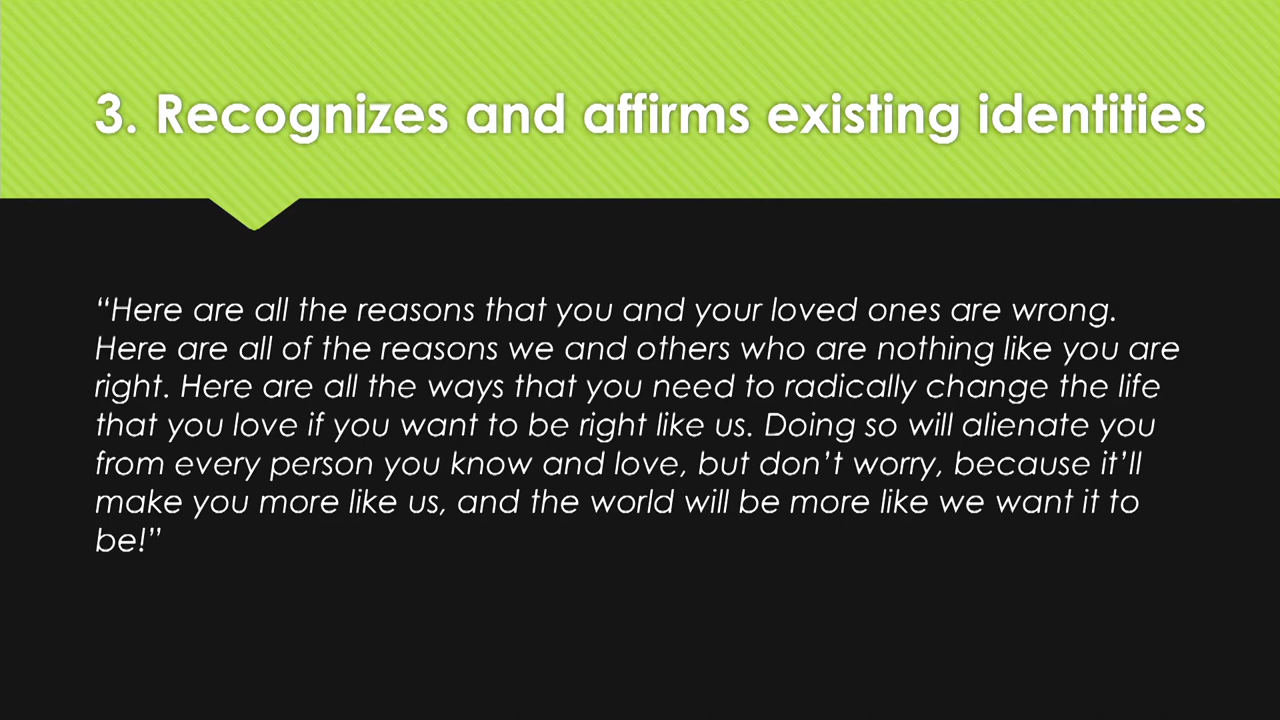 3. Recognizes and affirms existing identities
“Here are all the reasons that you and your loved ones are wrong.
Here are all of the reasons we and others who are nothing like you are
right. Here are all the ways that you need to radically change the life
that you love if you want to be right like us. Doing so will alienate you
from every person you know and love, but don’t worry, because it’ll
make you more like us, and the world will be more like we want it to
be!”